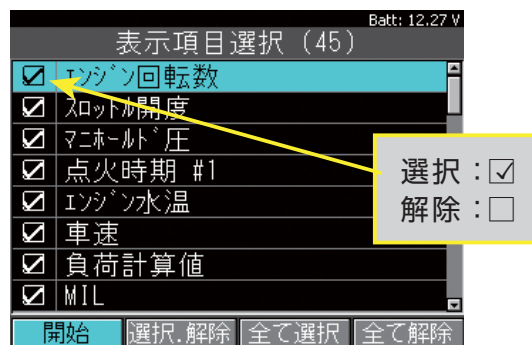 Batt: 12.27 V
表示項目選択 (45)
☑ ｴﾝｼﾞﾝ回転数
☑ ｽﾛｯﾄﾙ開度
☑ ﾏﾆﾎｰﾙﾄﾞ圧
☑ 点火時期 #1
☑ ｴﾝｼﾞﾝ水温
☑ 車速
☑ 負荷計算値
☑ MIL
選択：☑
解除：☐
開始 選択.解除 全て選択 全て解除